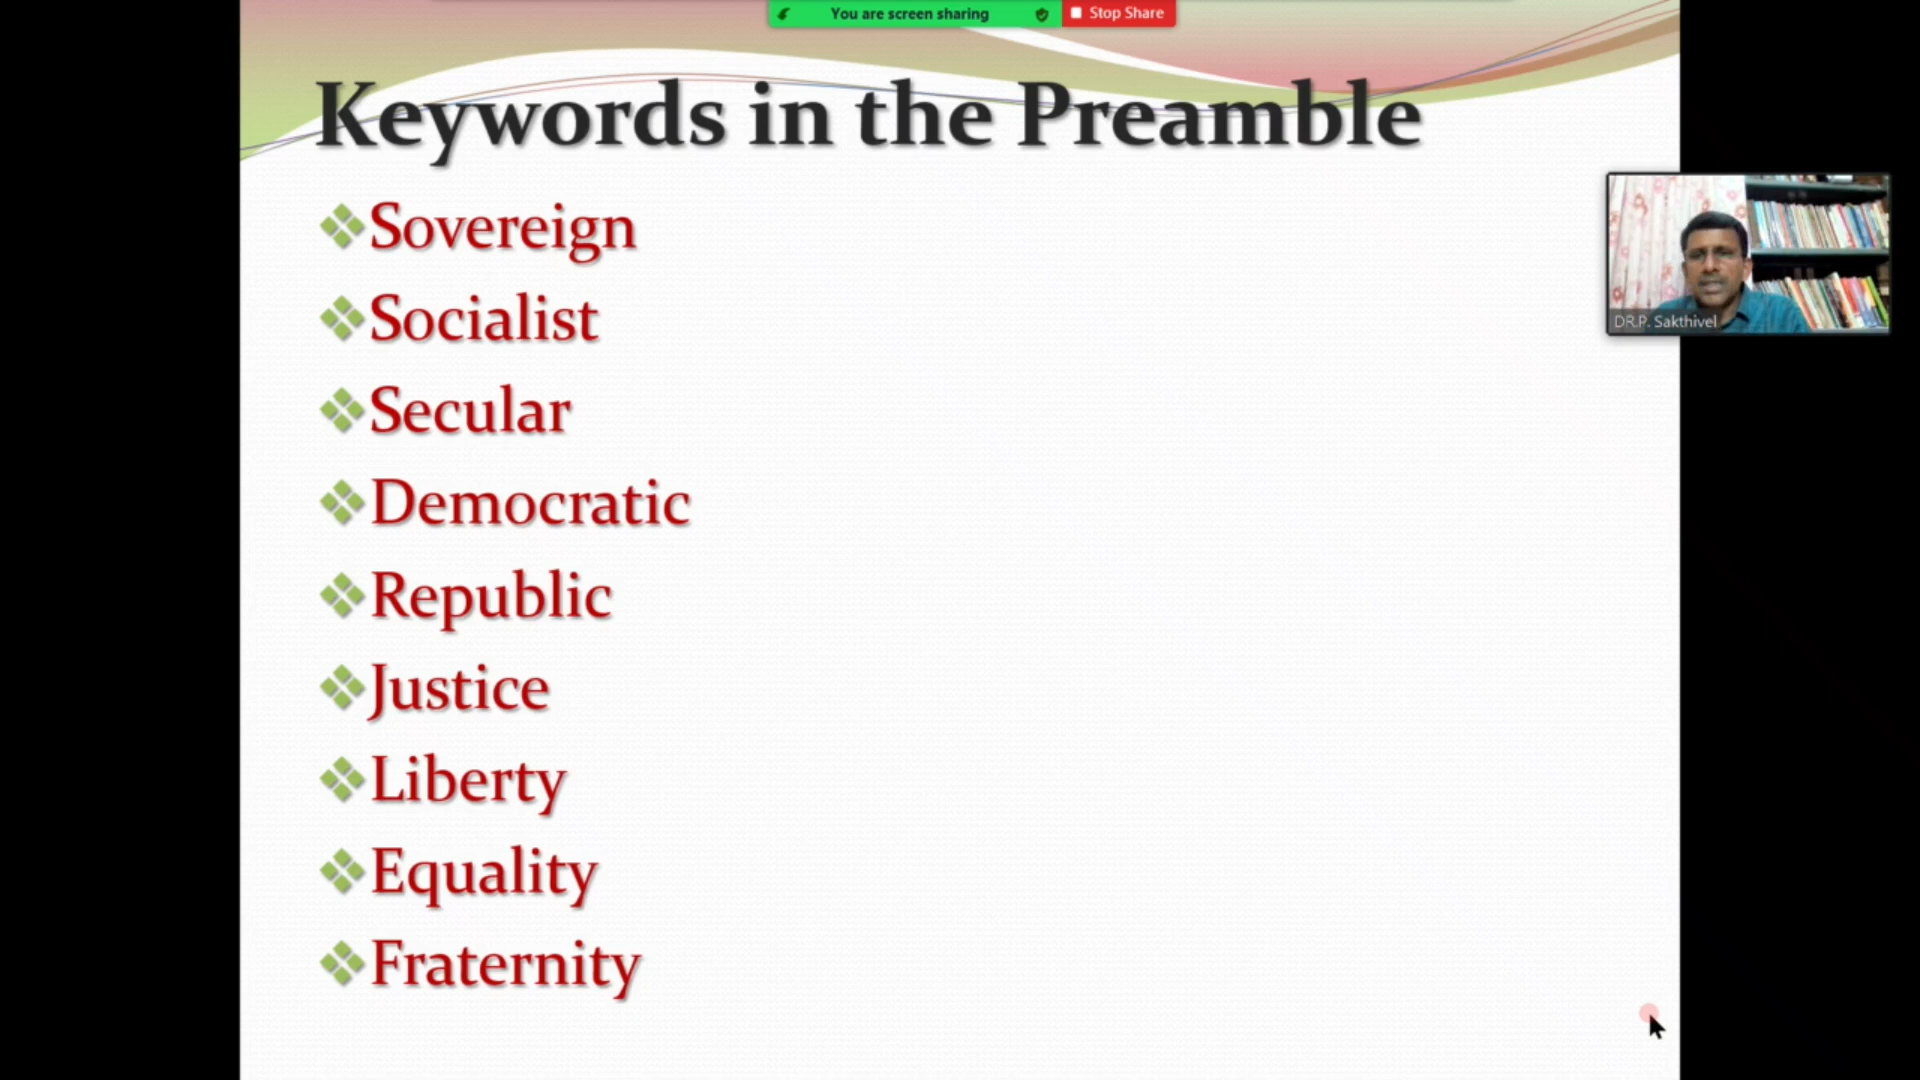 You are screen sharing
Stop Share
Keywords in the Preamble
Sovereign
Socialist
Secular
Democratic
Republic
Justice
Liberty
Equality
Fraternity
DR.P. Sakthivel